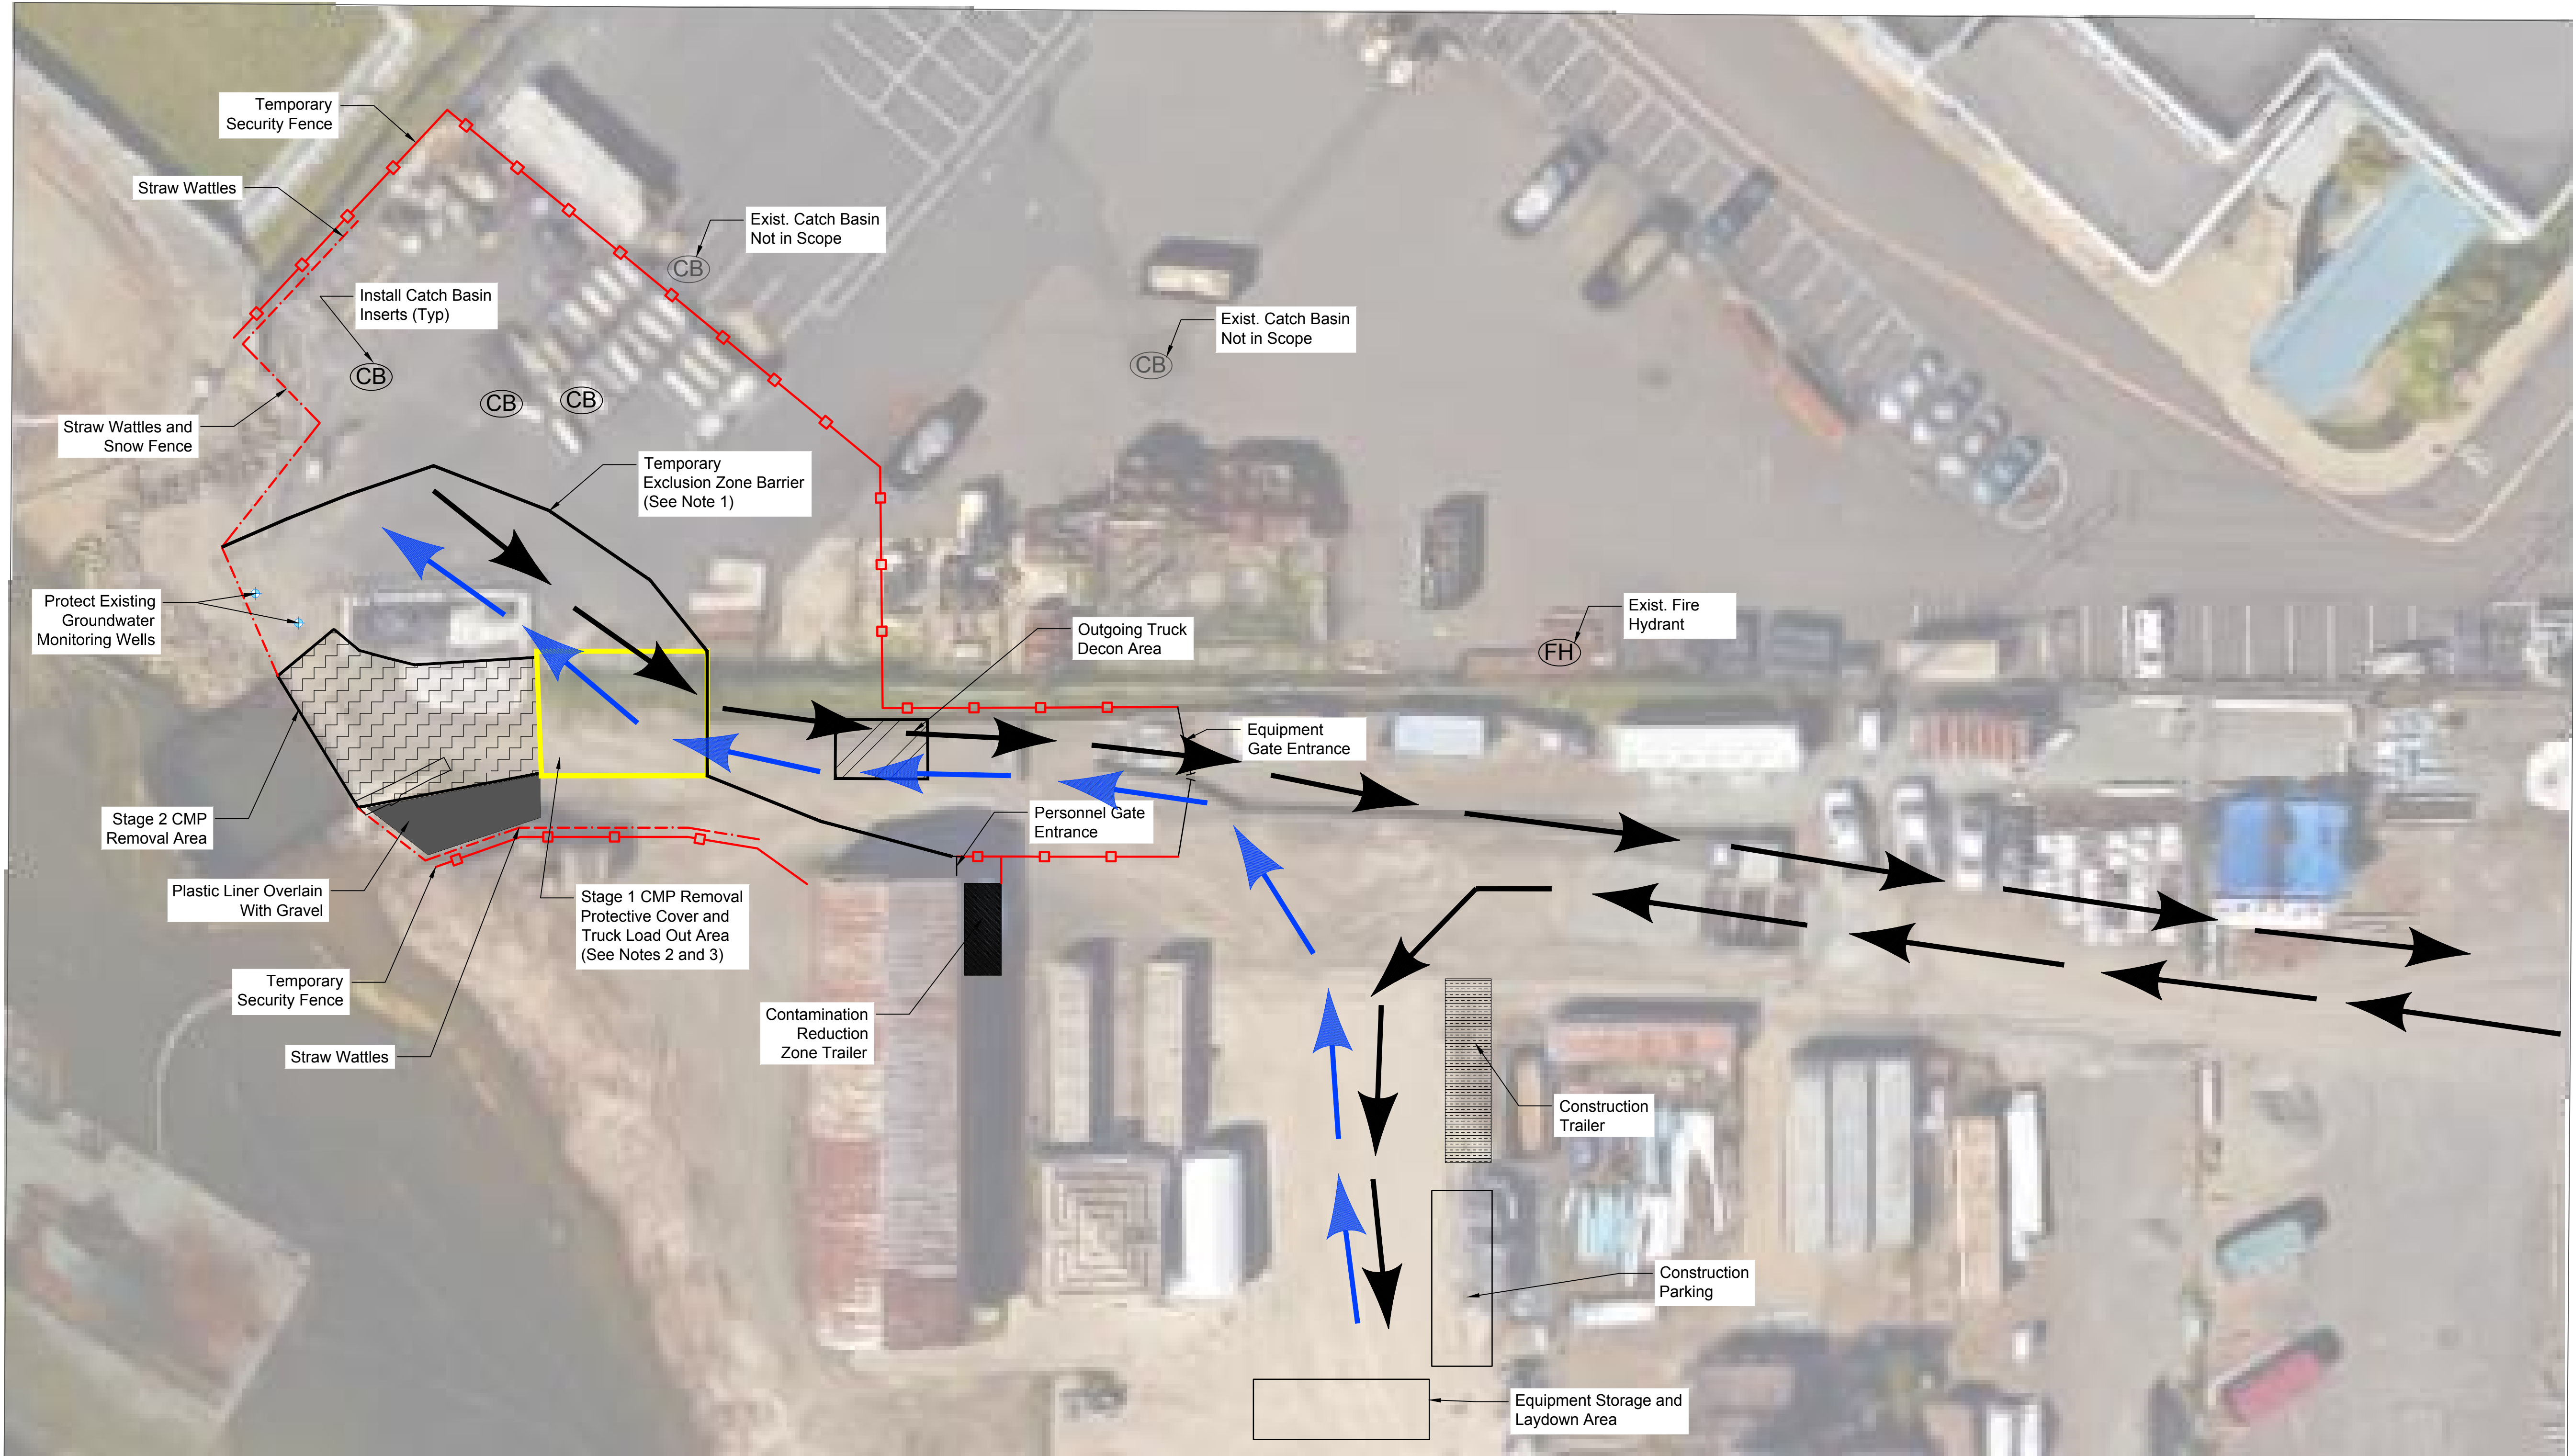 Temporary
Security Fence
Straw Wattles
Exist. Catch Basin
Not in Scope
CB
Install Catch Basin
Inserts (Typ)
Exist. Catch Basin
Not in Scope
CB
CB
CB
CB
Straw Wattles and
Snow Fence
Temporary
Exclusion Zone Barrier
(See Note 1)
Protect Existing
Groundwater
Monitoring Wells
Exist. Fire
Hydrant
FH
Outgoing Truck
Decon Area
Equipment
Gate Entrance
Personnel Gate
Entrance
Stage 2 CMP
Removal Area
Plastic Liner Overlain
With Gravel
Stage 1 CMP Removal
Protective Cover and
Truck Load Out Area
(See Notes 2 and 3)
Temporary
Security Fence
Contamination
Reduction
Zone Trailer
Straw Wattles
Construction
Trailer
Construction
Parking
Equipment Storage and
Laydown Area